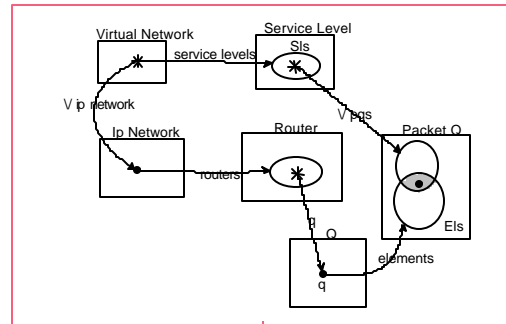 Virtual Network
Service Level
service levels
Sls
\/ ip network
\/ pqs
Ip Network
Router
Packet Q
routers
q
Q
Els
elements
q